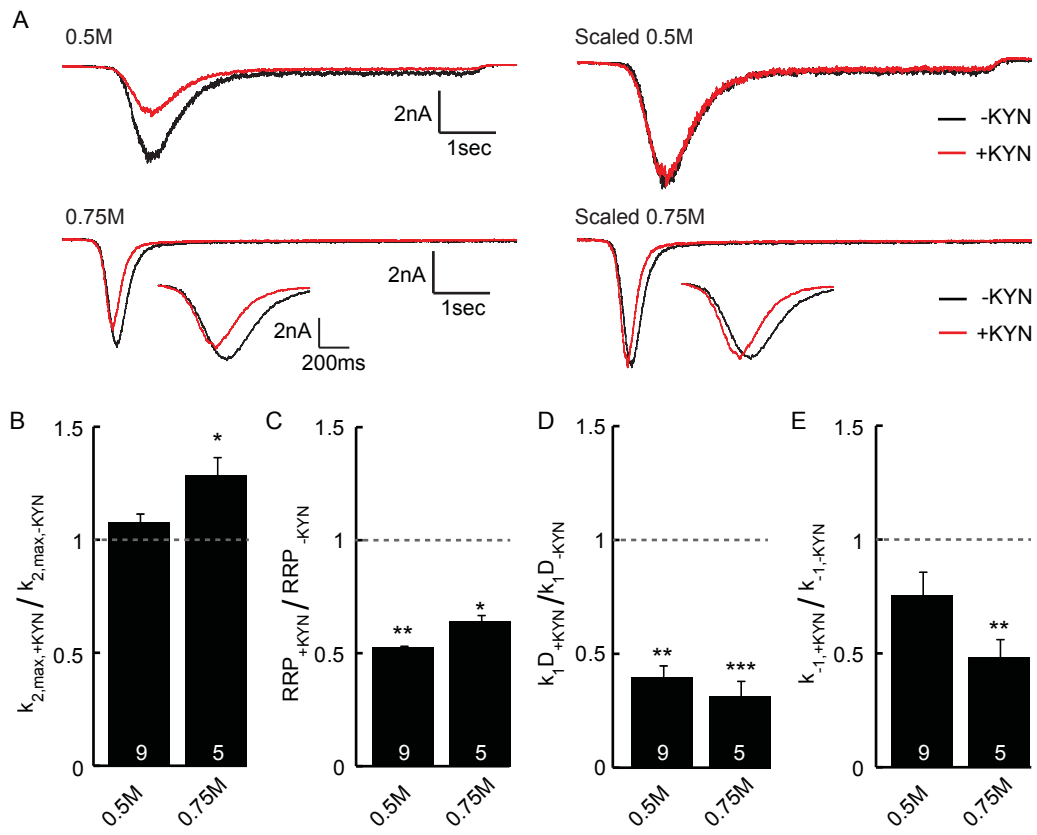 A
0.5M
2nA
1sec
Scaled 0.5M
-KYN
+KYN
0.75M
2nA
1sec
2nA
200ms
Scaled 0.75M
-KYN
+KYN
B
k2,max,+KYN / k2,max,-KYN
1.5
1
0.5
0
*
9
5
0.5M
0.75M
C
RRP+KYN / RRP-KYN
1.5
1
0.5
0
**
*
9
5
0.5M
0.75M
D
k1D+KYN/k1D-KYN
1.5
1
0.5
0
**
***
9
5
0.5M
0.75M
E
k-1,+KYN / k-1,-KYN
1.5
1
0.5
0
**
9
5
0.5M
0.75M